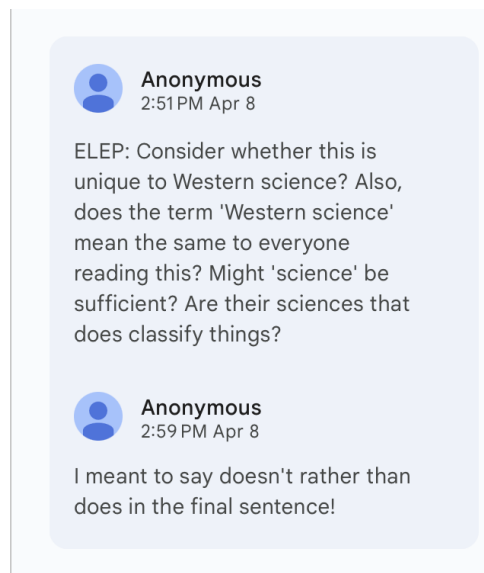 Anonymous
2:51 PM Apr 8
ELEP: Consider whether this is
unique to Western science? Also,
does the term 'Western science'
mean the same to everyone
reading this? Might 'science' be
sufficient? Are their sciences that
does classify things?
Anonymous
2:59 PM Apr 8
I meant to say doesn't rather than
does in the final sentence!